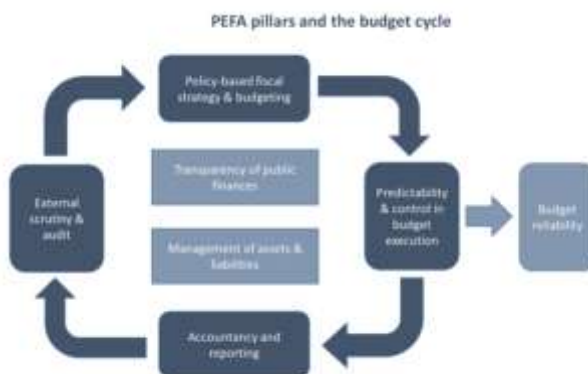 PEFA pillars and the budget cycle
Policy-based fiscal
strategy & budgeting
Transparency of public
finances
External
scrutiny &
audit
Predictability
& control in
budget
execution
Budget
reliability
Management of assets &
liabilities
Accountancy and
reporting